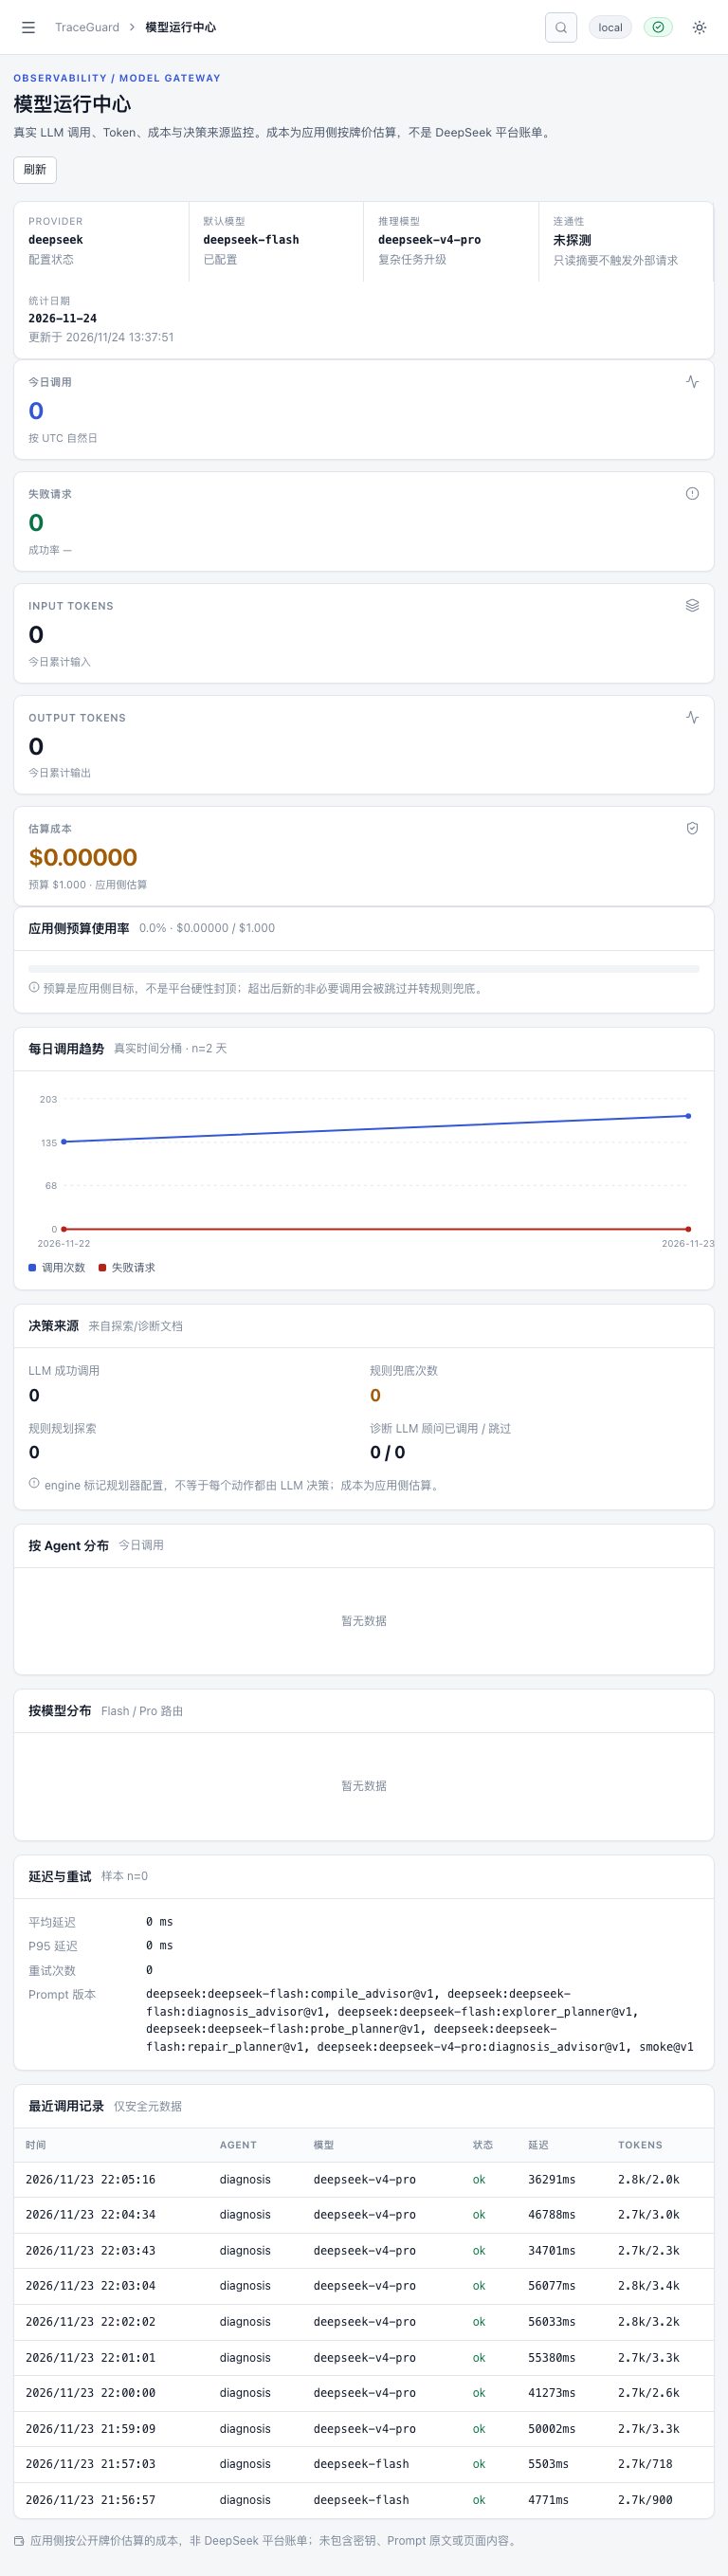 TraceGuard > 模型运行中心
local
OBSERVABILITY / MODEL GATEWAY
模型运行中心
真实 LLM 调用、Token、成本与决策来源监控。成本为应用侧按牌价估算，不是 DeepSeek 平台账单。
刷新
PROVIDER
deepseek
配置状态
默认模型
deepseek-flash
已配置
推理模型
deepseek-v4-pro
复杂任务升级
连通性
未探测
只读摘要不触发外部请求
统计日期
2026-11-24
更新于 2026/11/24 13:37:51
今日调用
0
按 UTC 自然日
失败请求
0
成功率 —
INPUT TOKENS
0
今日累计输入
OUTPUT TOKENS
0
今日累计输出
估算成本
$0.00000
预算 $1.000 · 应用侧估算
应用侧预算使用率 0.0% · $0.00000 / $1.000
预算是应用侧目标，不是平台硬性封顶；超出后新的非必要调用会被跳过并转规则兜底。
每日调用趋势 真实时间分桶 · n=2 天
203
135
68
0
2026-11-22 2026-11-23
调用次数 失败请求
决策来源 来自探索/诊断文档
LLM 成功调用
0
规则兜底次数
0
规则规划探索
0
诊断 LLM 顾问已调用 / 跳过
0 / 0
engine 标记规划器配置，不等于每个动作都由 LLM 决策；成本为应用侧估算。
按 Agent 分布 今日调用
暂无数据
按模型分布 Flash / Pro 路由
暂无数据
延迟与重试 样本 n=0
平均延迟 0 ms
P95 延迟 0 ms
重试次数 0
Prompt 版本 deepseek:deepseek-flash:compile_advisor@v1, deepseek:deepseek-
flash:diagnosis_advisor@v1, deepseek:deepseek-flash:explorer_planner@v1,
deepseek:deepseek-flash:probe_planner@v1, deepseek:deepseek-
flash:repair_planner@v1, deepseek:deepseek-v4-pro:diagnosis_advisor@v1, smoke@v1
最近调用记录 仅安全元数据
时间 AGENT 模型 状态 延迟 TOKENS
2026/11/23 22:05:16 diagnosis deepseek-v4-pro ok 36291ms 2.8k/2.0k
2026/11/23 22:04:34 diagnosis deepseek-v4-pro ok 46788ms 2.7k/3.0k
2026/11/23 22:03:43 diagnosis deepseek-v4-pro ok 34701ms 2.7k/2.3k
2026/11/23 22:03:04 diagnosis deepseek-v4-pro ok 56077ms 2.8k/3.4k
2026/11/23 22:02:02 diagnosis deepseek-v4-pro ok 56033ms 2.8k/3.2k
2026/11/23 22:01:01 diagnosis deepseek-v4-pro ok 55380ms 2.7k/3.3k
2026/11/23 22:00:00 diagnosis deepseek-v4-pro ok 41273ms 2.7k/2.6k
2026/11/23 21:59:09 diagnosis deepseek-v4-pro ok 50002ms 2.7k/3.3k
2026/11/23 21:57:03 diagnosis deepseek-flash ok 5503ms 2.7k/718
2026/11/23 21:56:57 diagnosis deepseek-flash ok 4771ms 2.7k/900
应用侧按公开牌价估算的成本，非 DeepSeek 平台账单；未包含密钥、Prompt 原文或页面内容。